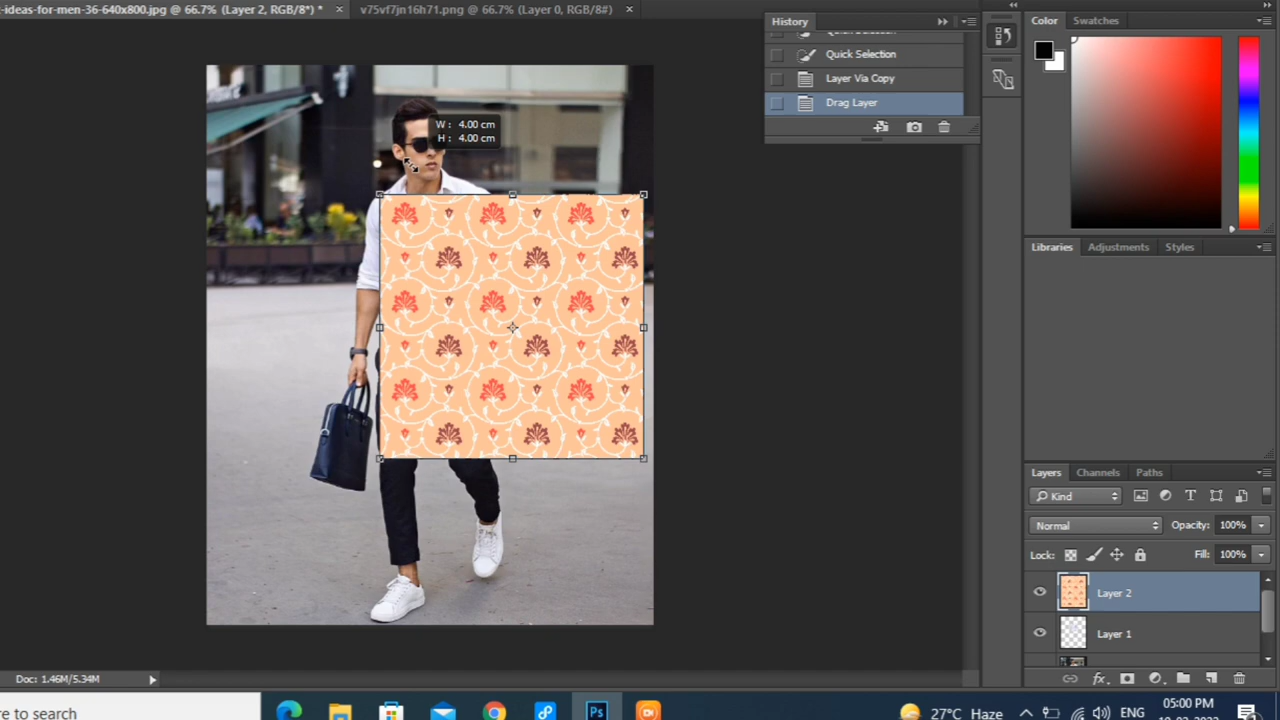 -ideas-for-men-36-640x800.jpg @ 66.7% (Layer 2, RGB/8*) *
v75vf7jn16h71.png @ 66.7% (Layer 0, RGB/8#)
History
Quick Selection
Quick Selection
Layer Via Copy
Drag Layer
W : 4.00 cm
H : 4.00 cm
Color
Swatches
Libraries
Adjustments
Styles
Layers
Channels
Paths
Kind
Normal
Opacity: 100%
Lock:
Fill: 100%
Layer 2
Layer 1
Doc: 1.46M/5.34M
re to search
Ps
27°C Haze
ENG
05:00 PM